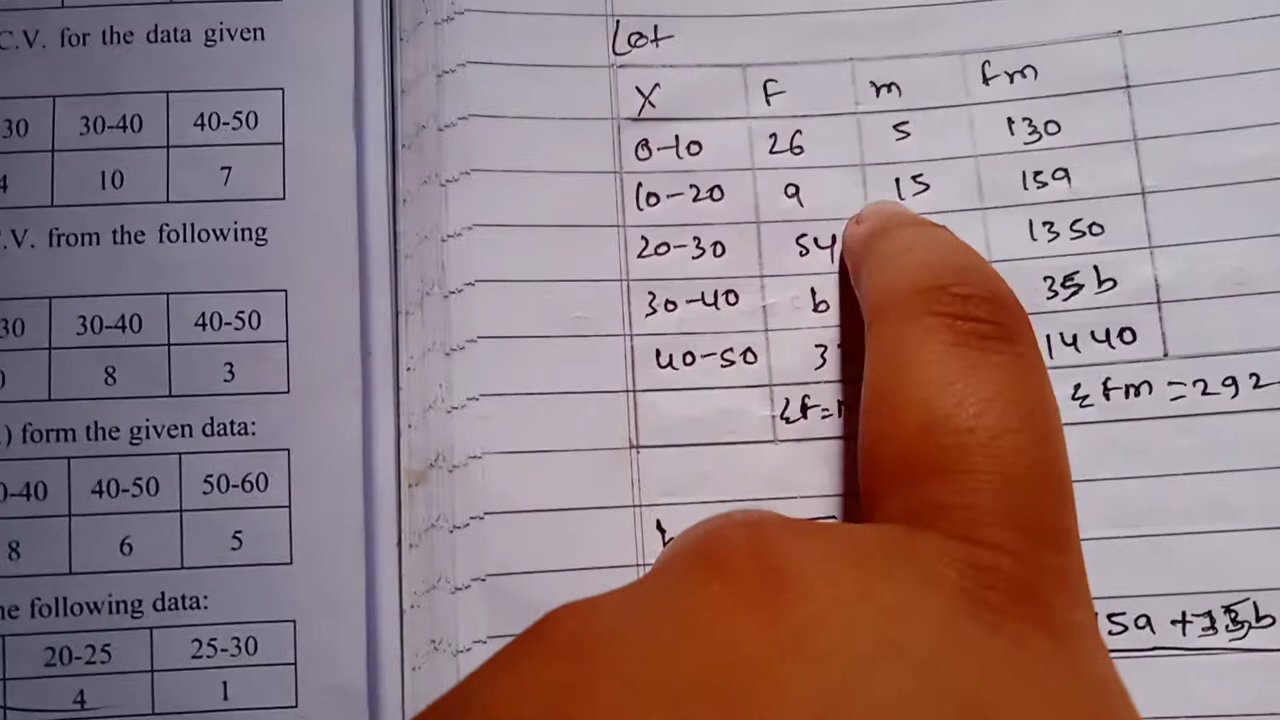 C.V. for the data given
30 30-40 40-50
4 10 7
.V. from the following
30 30-40 40-50
8 3
) form the given data:
0-40 40-50 50-60
8 6 5
he following data:
20-25 25-30
4 1
Let
X F m fm
0-10 26 5 130
10-20 a 15 15a
20-30 54 1350
30-40 b 35b
40-50 3 1440
Σf=
Σfm=292
5a +35b